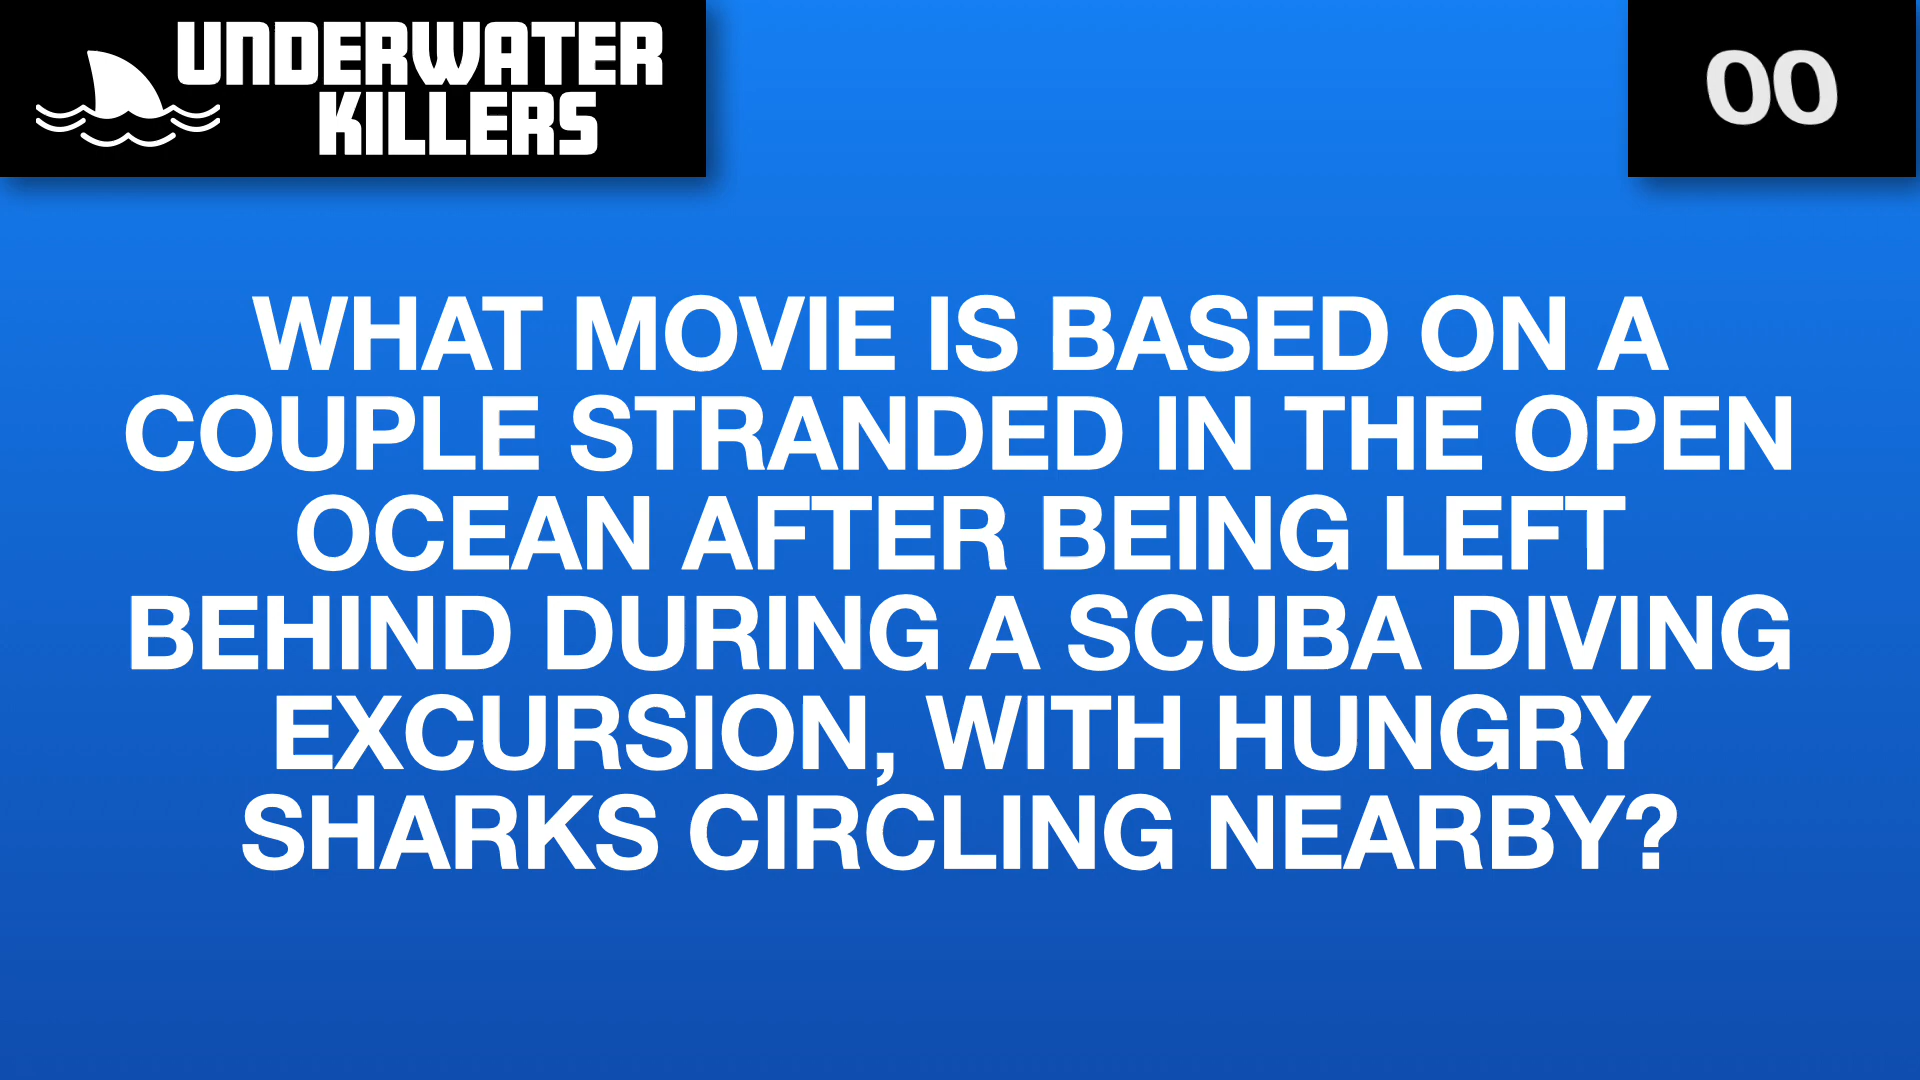 UNDERWATER
KILLERS
00
WHAT MOVIE IS BASED ON A
COUPLE STRANDED IN THE OPEN
OCEAN AFTER BEING LEFT
BEHIND DURING A SCUBA DIVING
EXCURSION, WITH HUNGRY
SHARKS CIRCLING NEARBY?